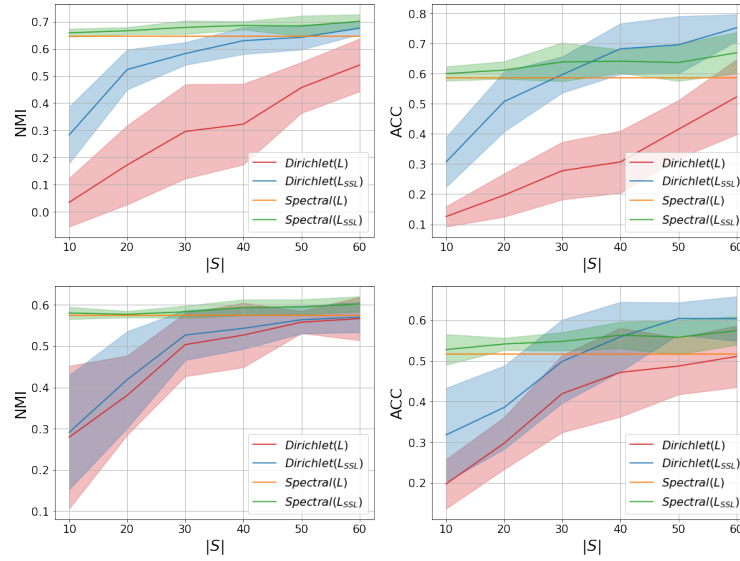 0.7
0.6
0.5
0.4
0.3
0.2
0.1
0.0
NMI
Dirichlet(L)
Dirichlet(L_SSL)
Spectral(L)
Spectral(L_SSL)
10 20 30 40 50 60
|S|
0.8
0.7
0.6
0.5
0.4
0.3
0.2
0.1
ACC
Dirichlet(L)
Dirichlet(L_SSL)
Spectral(L)
Spectral(L_SSL)
10 20 30 40 50 60
|S|
0.6
0.5
0.4
0.3
0.2
0.1
NMI
Dirichlet(L)
Dirichlet(L_SSL)
Spectral(L)
Spectral(L_SSL)
10 20 30 40 50 60
|S|
0.6
0.5
0.4
0.3
0.2
ACC
Dirichlet(L)
Dirichlet(L_SSL)
Spectral(L)
Spectral(L_SSL)
10 20 30 40 50 60
|S|